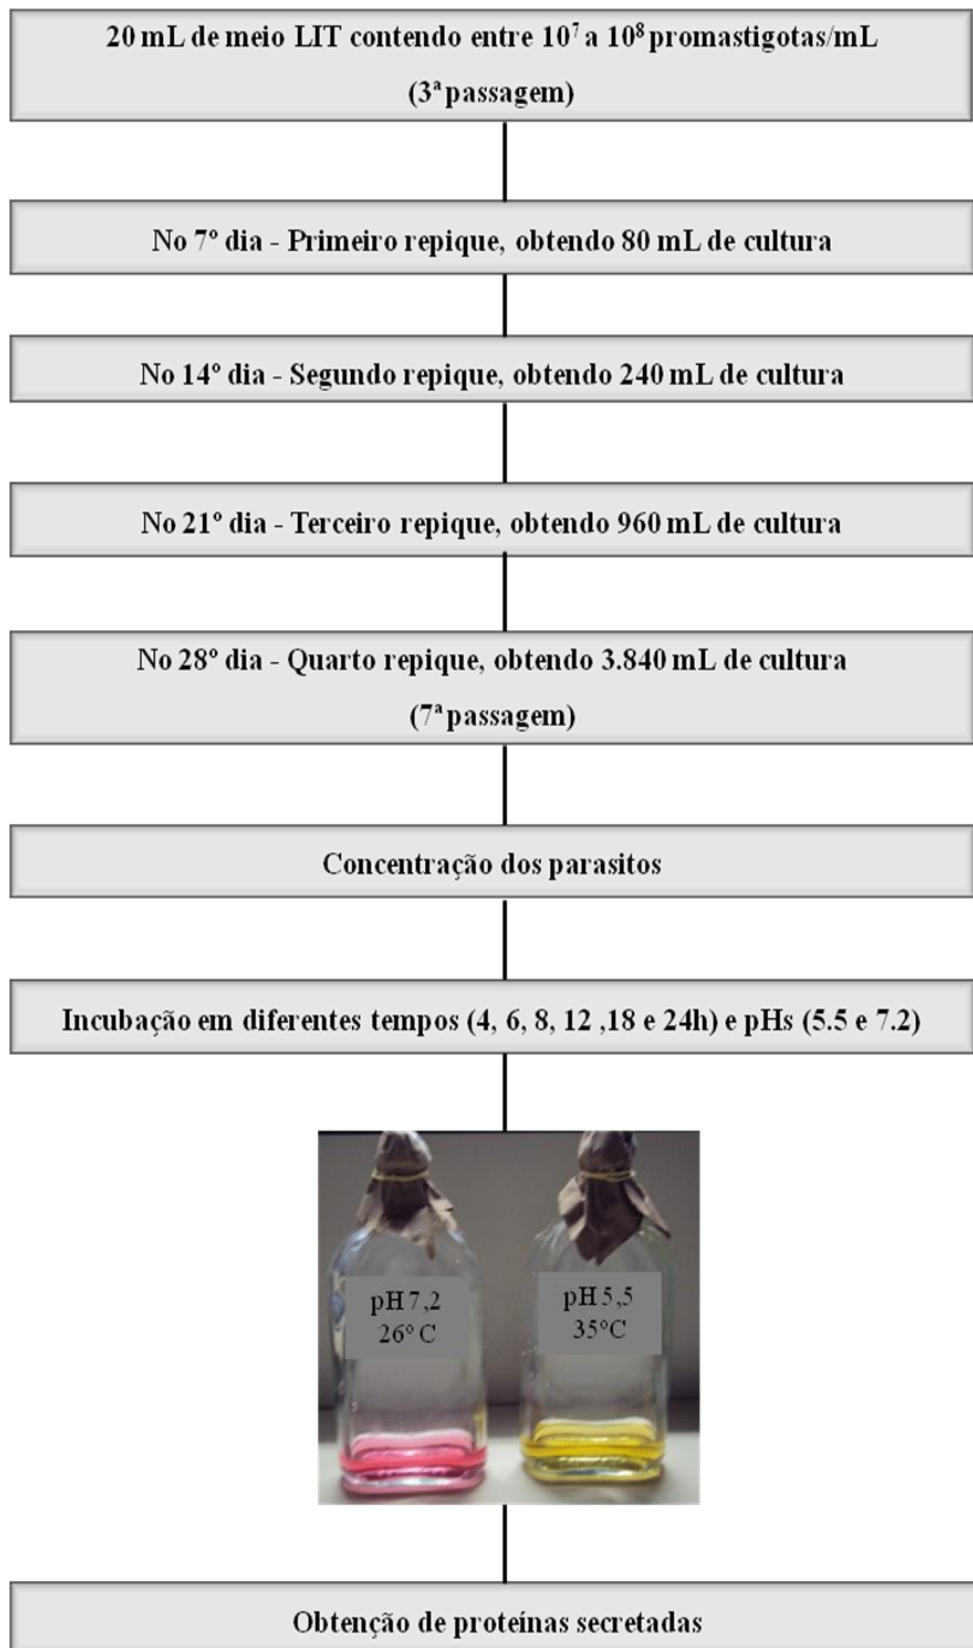 20 mL de meio LIT contendo entre 10⁷ a 10⁸ promastigotas/mL
(3ª passagem)
No 7º dia - Primeiro repique, obtendo 80 mL de cultura
No 14º dia - Segundo repique, obtendo 240 mL de cultura
No 21º dia - Terceiro repique, obtendo 960 mL de cultura
No 28º dia - Quarto repique, obtendo 3.840 mL de cultura
(7ª passagem)
Concentração dos parasitos
Incubação em diferentes tempos (4, 6, 8, 12 ,18 e 24h) e pHs (5.5 e 7.2)
pH 7,2
26º C
pH 5,5
35ºC
Obtenção de proteínas secretadas